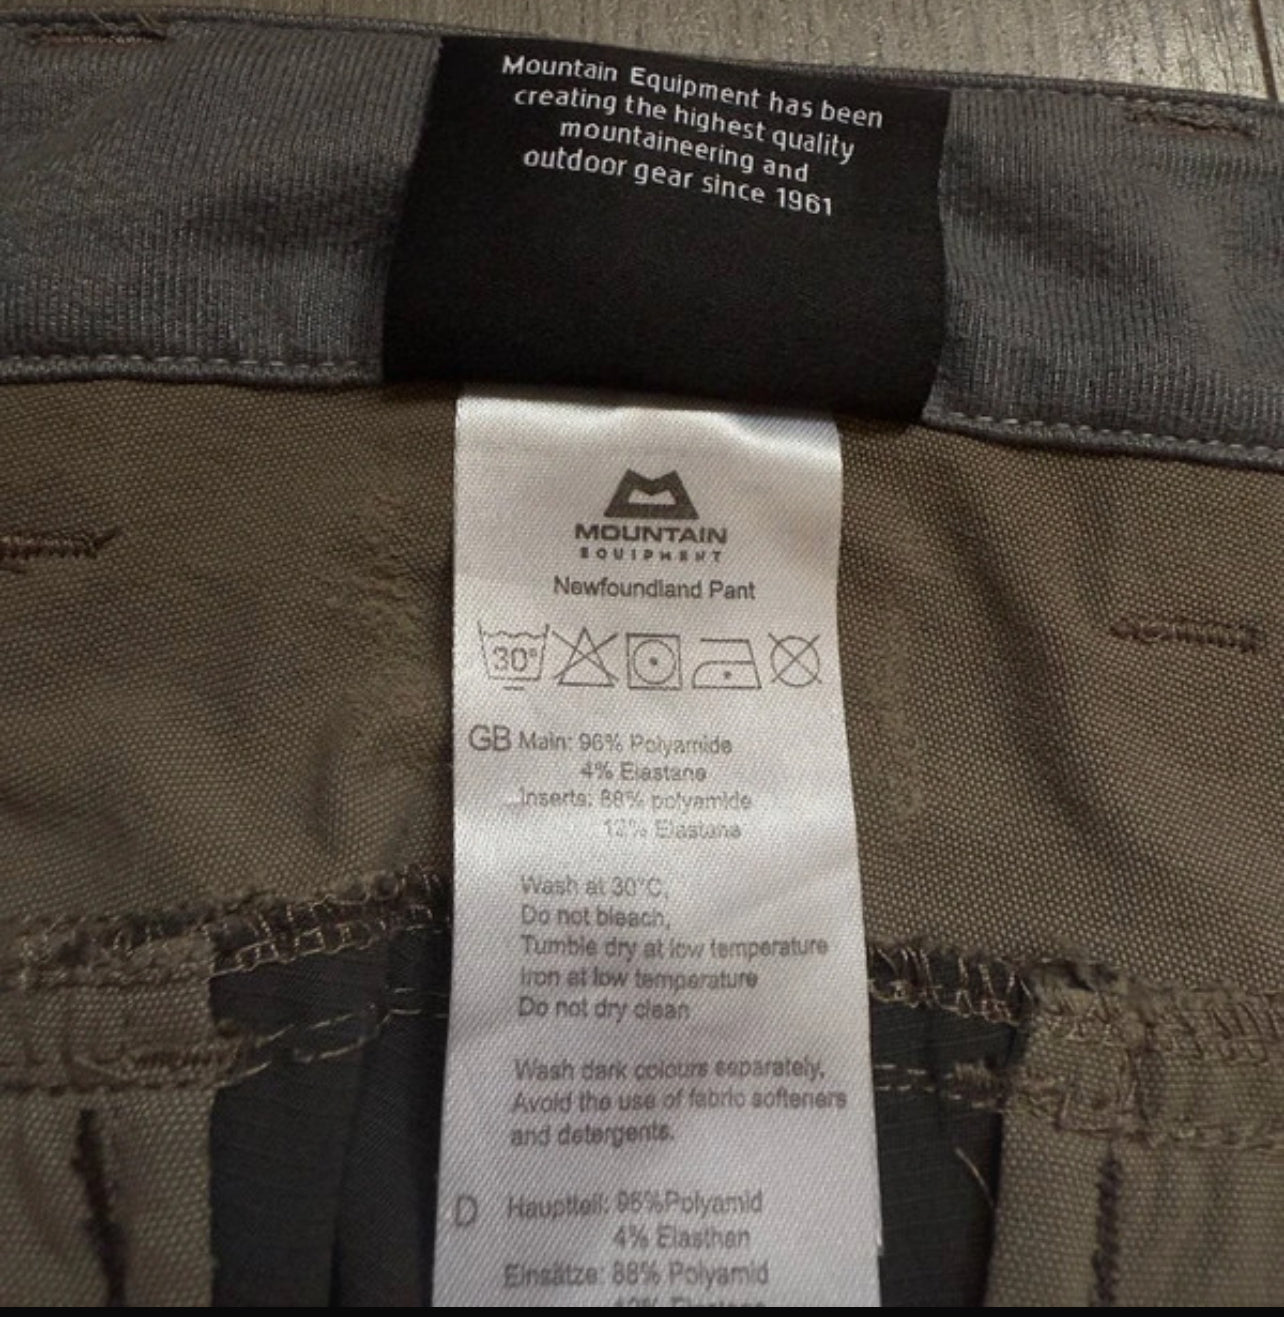 Mountain Equipment has been
creating the highest quality
mountaineering and
outdoor gear since 1961
MOUNTAIN
EQUIPMENT
Newfoundland Pant
30°
GB Main: 96% Polyamide
4% Elastane
Inserts: 88% polyamide
12% Elastane
Wash at 30°C,
Do not bleach,
Tumble dry at low temperature
Iron at low temperature
Do not dry clean
Wash dark colours separately,
Avoid the use of fabric softeners
and detergents.
D Hauptteil: 96%Polyamid
4% Elasthan
Einsätze: 88% Polyamid